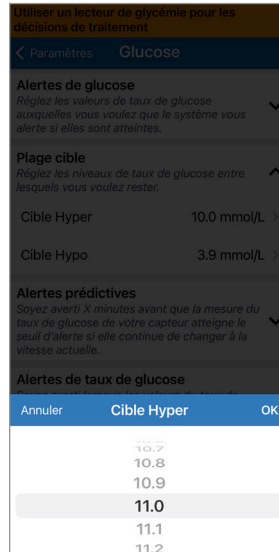 Utiliser un lecteur de glycémie pour les
décisions de traitement
Paramètres Glucose
Alertes de glucose
Réglez les valeurs de taux de glucose
auxquelles vous voulez que le système vous
alerte si elles sont atteintes.
Plage cible
Réglez les niveaux de taux de glucose entre
lesquels vous voulez rester.
Cible Hyper 10.0 mmol/L
Cible Hypo 3.9 mmol/L
Alertes prédictives
Soyez averti X minutes avant que la mesure du
taux de glucose de votre capteur atteigne le
seuil d'alerte si elle continue de changer à la
vitesse actuelle.
Alertes de taux de glucose
Annuler Cible Hyper OK
10.7
10.8
10.9
11.0
11.1
11.2